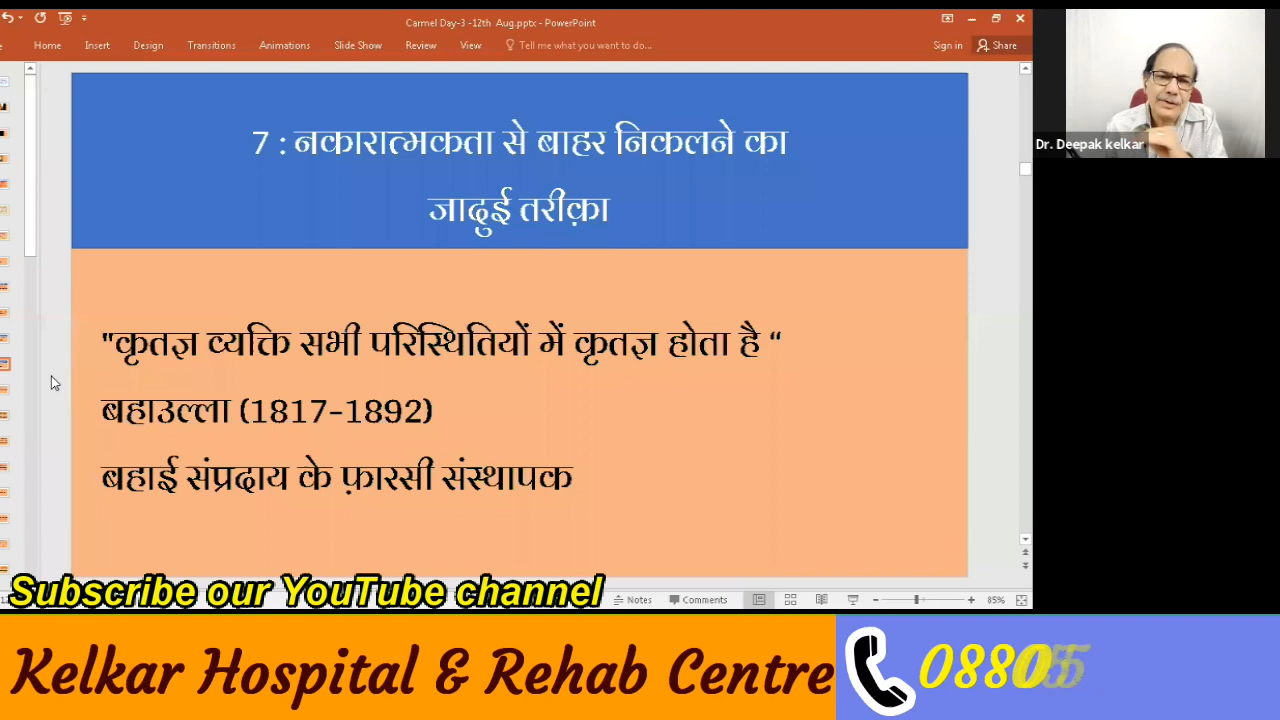 Carmel Day-3 -12th Aug.pptx: - PowerPoint
Home Insert Design Transitions Animations Slide Show Review View Tell me what you want to do... Sign in Share
7 : नकारात्मकता से बाहर निकलने का
जादुई तरीक़ा
Dr. Deepak kelkar
"कृतज्ञ व्यक्ति सभी परिस्थितियों में कृतज्ञ होता है “
बहाउल्ला (1817-1892)
बहाई संप्रदाय के फ़ारसी संस्थापक
Subscribe our YouTube channel
Notes Comments 85%
Kelkar Hospital & Rehab Centre
0880